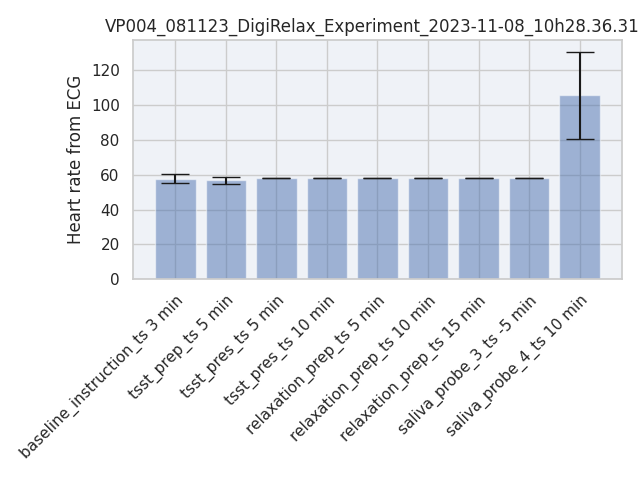 VP004_081123_DigiRelax_Experiment_2023-11-08_10h28.36.31
Heart rate from ECG
120
100
80
60
40
20
0
baseline_instruction_ts 3 min
tsst_prep_ts 5 min
tsst_pres_ts 5 min
tsst_pres_ts 10 min
relaxation_prep_ts 5 min
relaxation_prep_ts 10 min
relaxation_prep_ts 15 min
saliva_probe_3_ts -5 min
saliva_probe_4_ts 10 min